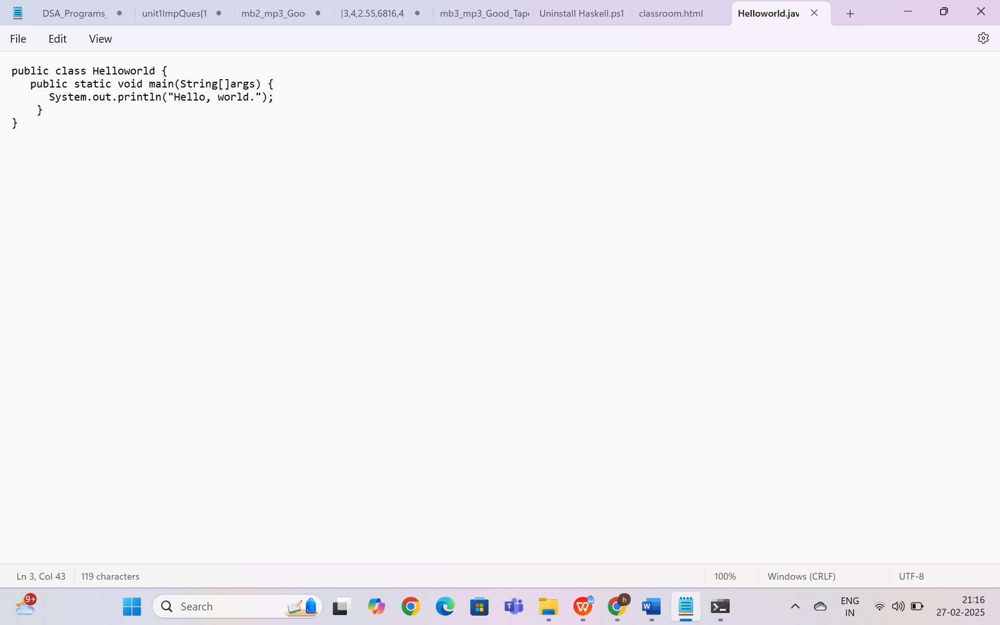 DSA_Programs_ unit1ImpQues[1 mb2_mp3_Goo [3,4,2.55,6816,4. mb3_mp3_Good_Tap Uninstall Haskell.ps1 classroom.html Helloworld.jav
File Edit View
public class Helloworld {
   public static void main(String[]args) {
      System.out.println("Hello, world.");
    }
}
Ln 3, Col 43 119 characters 100% Windows (CRLF) UTF-8
9+ Search h W ENG 21:16
IN 27-02-2025